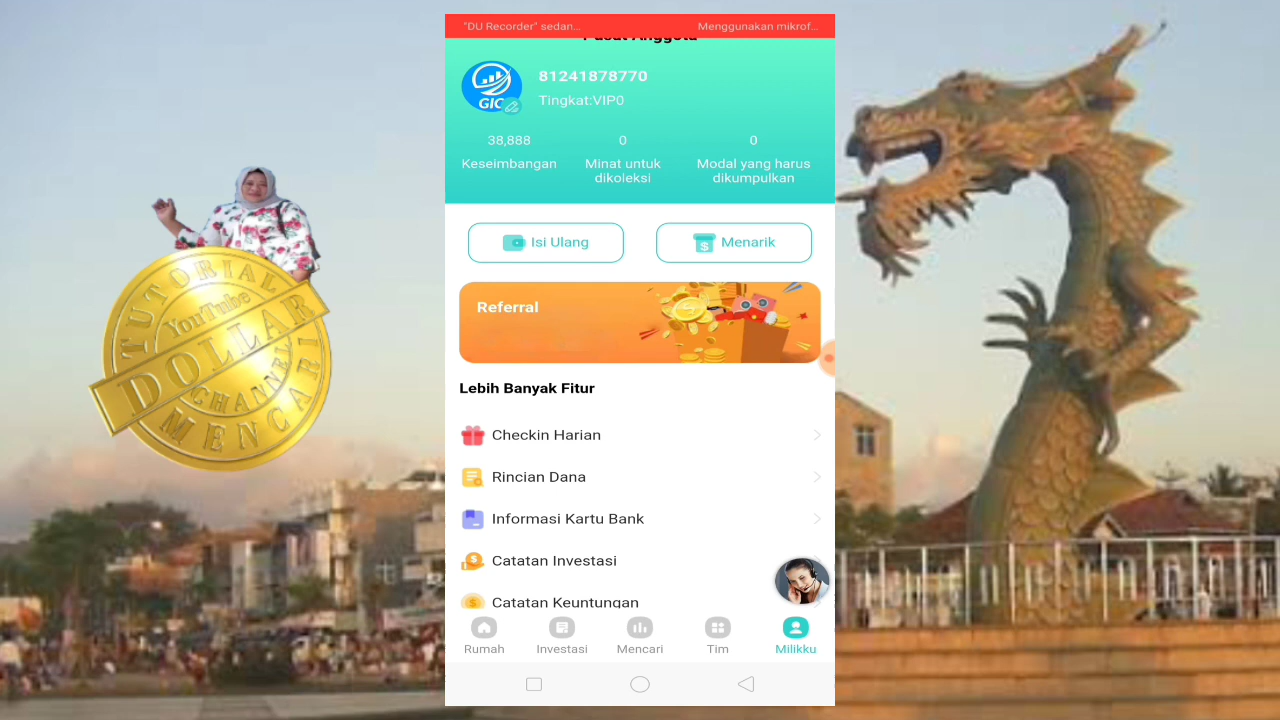 "DU Recorder" sedan...
Menggunakan mikrof...
Pusat Anggota
81241878770
GIC
Tingkat:VIP0
38,888
0
0
Keseimbangan
Minat untuk
dikoleksi
Modal yang harus
dikumpulkan
Isi Ulang
Menarik
Referral
Lebih Banyak Fitur
Checkin Harian
Rincian Dana
Informasi Kartu Bank
Catatan Investasi
Catatan Keuntungan
Rumah
Investasi
Mencari
Tim
Milikku
TUTORIAL
YouTube
DOLLAR
CHANNEL
MENCARI